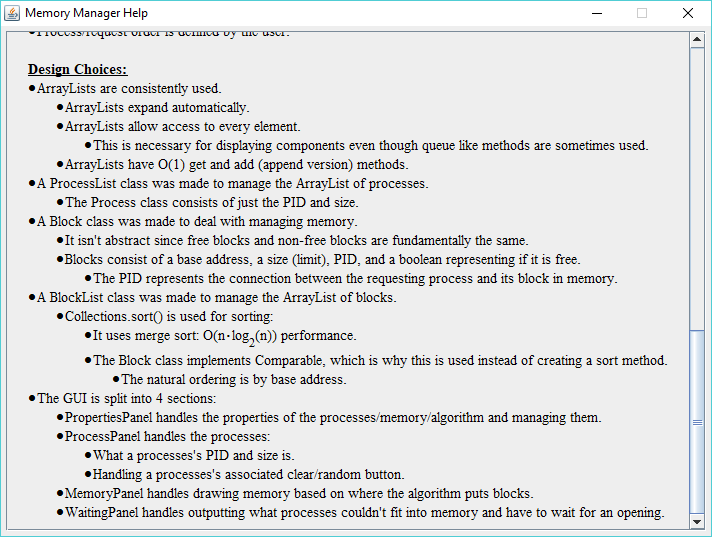 Memory Manager Help
●Process/request order is defined by the user.
Design Choices:
●ArrayLists are consistently used.
●ArrayLists expand automatically.
●ArrayLists allow access to every element.
●This is necessary for displaying components even though queue like methods are sometimes used.
●ArrayLists have O(1) get and add (append version) methods.
●A ProcessList class was made to manage the ArrayList of processes.
●The Process class consists of just the PID and size.
●A Block class was made to deal with managing memory.
●It isn't abstract since free blocks and non-free blocks are fundamentally the same.
●Blocks consist of a base address, a size (limit), PID, and a boolean representing if it is free.
●The PID represents the connection between the requesting process and its block in memory.
●A BlockList class was made to manage the ArrayList of blocks.
●Collections.sort() is used for sorting:
●It uses merge sort: O(n·log2(n)) performance.
●The Block class implements Comparable, which is why this is used instead of creating a sort method.
●The natural ordering is by base address.
●The GUI is split into 4 sections:
●PropertiesPanel handles the properties of the processes/memory/algorithm and managing them.
●ProcessPanel handles the processes:
●What a processes's PID and size is.
●Handling a processes's associated clear/random button.
●MemoryPanel handles drawing memory based on where the algorithm puts blocks.
●WaitingPanel handles outputting what processes couldn't fit into memory and have to wait for an opening.